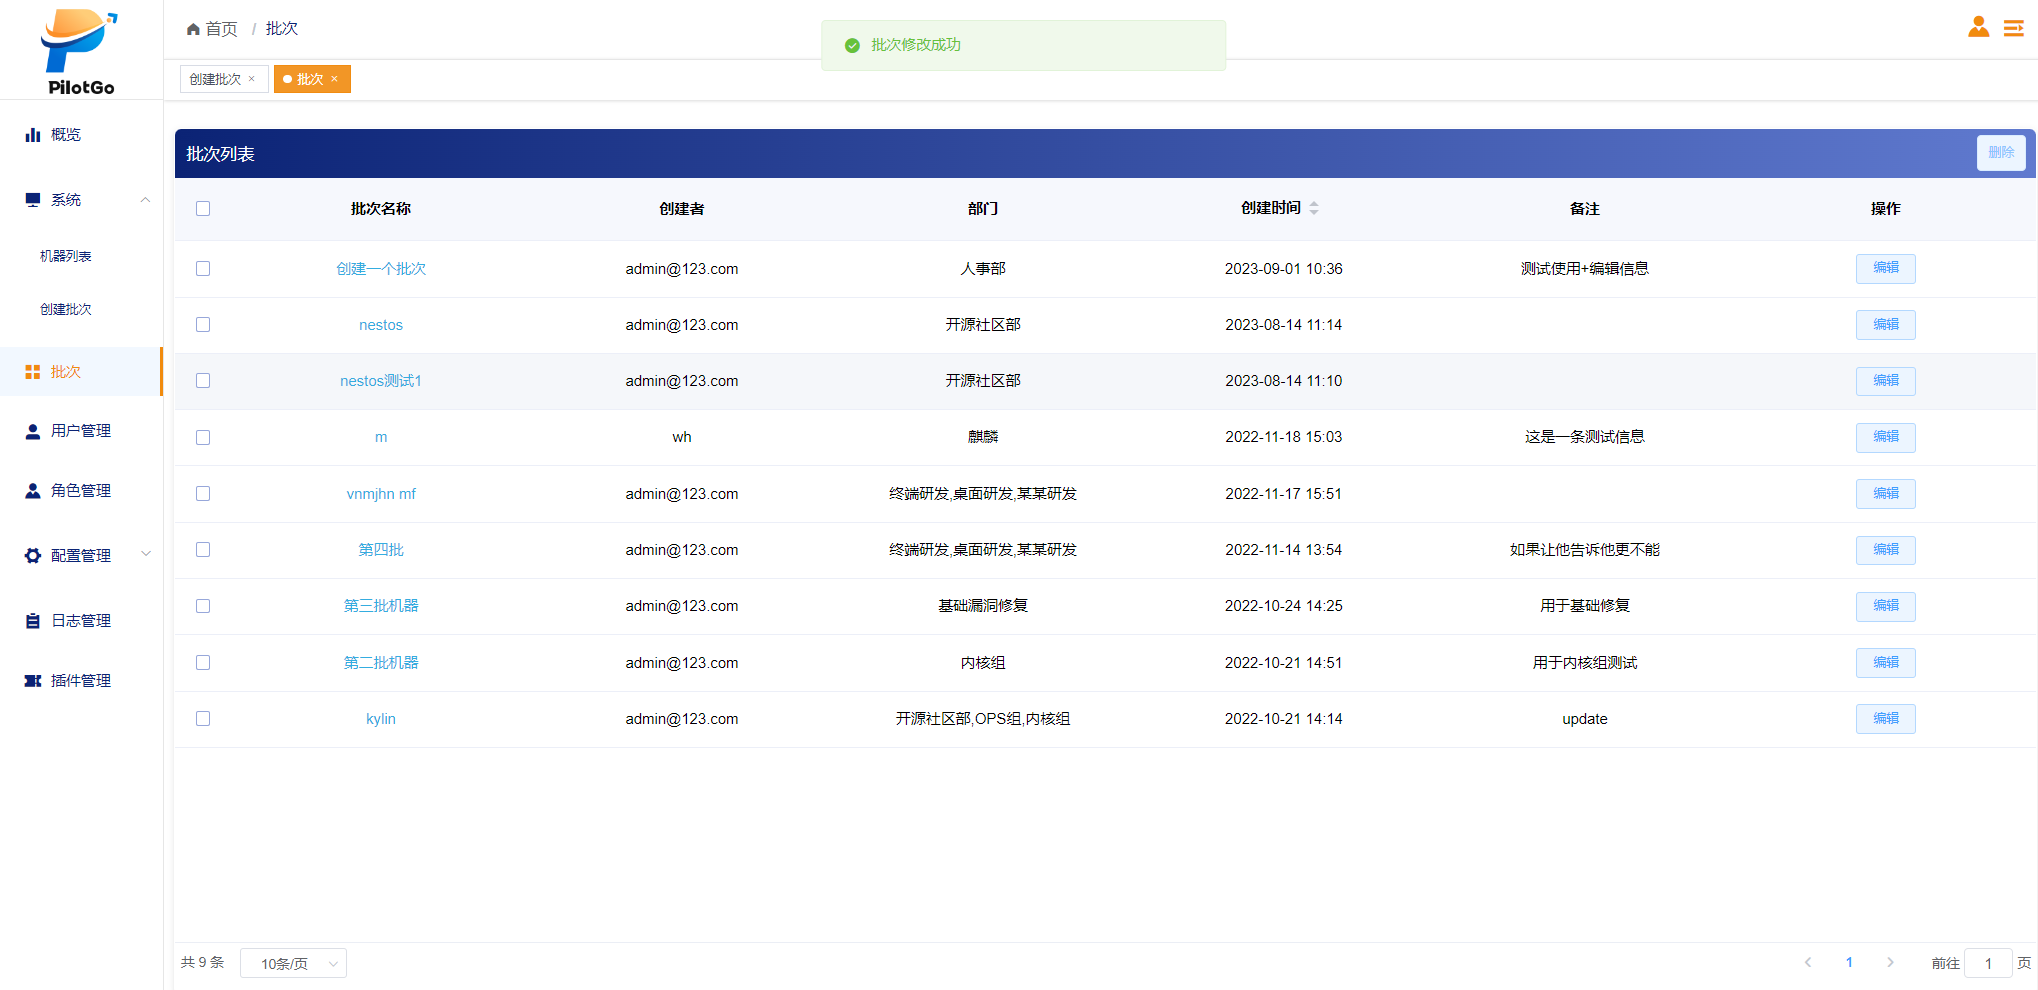 PilotGo
首页 / 批次
批次修改成功
创建批次 ×
批次 ×
概览
系统
机器列表
创建批次
批次
用户管理
角色管理
配置管理
日志管理
插件管理
批次列表 删除
批次名称 创建者 部门 创建时间 备注 操作
创建一个批次 admin@123.com 人事部 2023-09-01 10:36 测试使用+编辑信息 编辑
nestos admin@123.com 开源社区部 2023-08-14 11:14 编辑
nestos测试1 admin@123.com 开源社区部 2023-08-14 11:10 编辑
m wh 麒麟 2022-11-18 15:03 这是一条测试信息 编辑
vnmjhn mf admin@123.com 终端研发,桌面研发,某某研发 2022-11-17 15:51 编辑
第四批 admin@123.com 终端研发,桌面研发,某某研发 2022-11-14 13:54 如果让他告诉他更不能 编辑
第三批机器 admin@123.com 基础漏洞修复 2022-10-24 14:25 用于基础修复 编辑
第二批机器 admin@123.com 内核组 2022-10-21 14:51 用于内核组测试 编辑
kylin admin@123.com 开源社区部,OPS组,内核组 2022-10-21 14:14 update 编辑
共 9 条 10条/页 1 前往 1 页